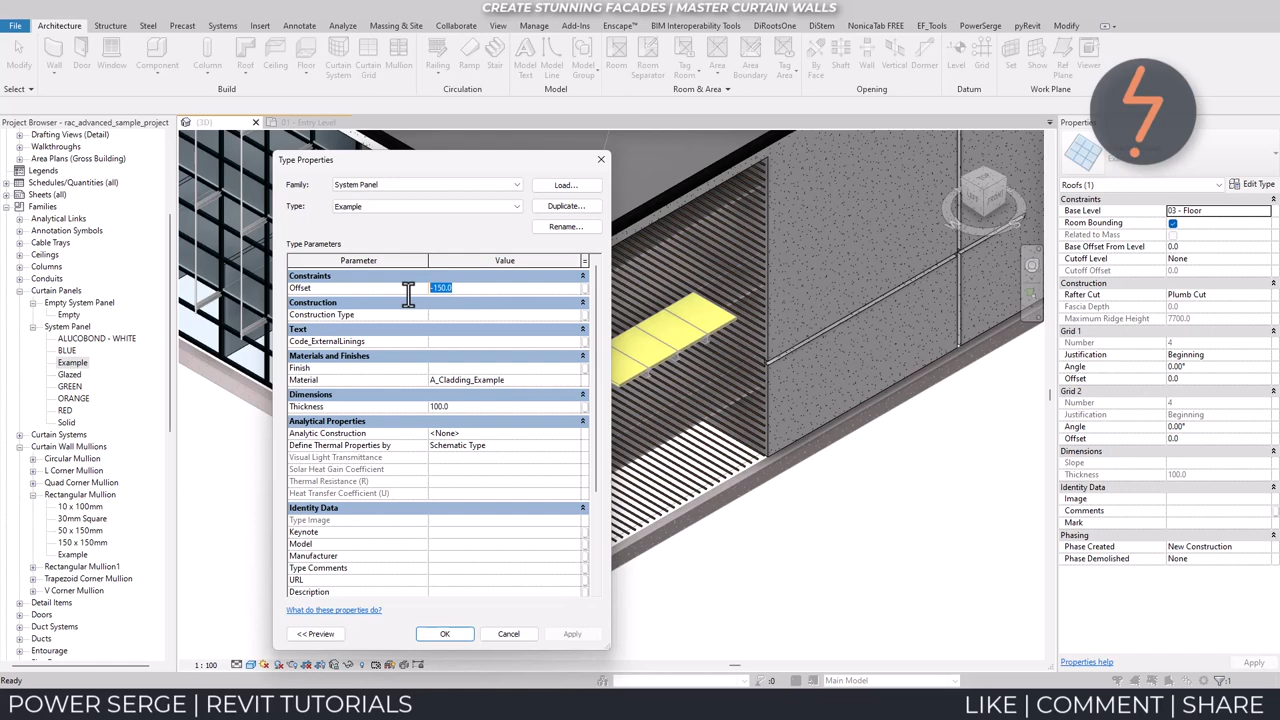 CREATE STUNNING FACADES | MASTER CURTAIN WALLS
File Architecture Structure Steel Precast Systems Insert Annotate Analyze Massing & Site Collaborate View Manage Add-Ins Enscape™ BIM Interoperability Tools DiRootsOne DiStem NonicaTab FREE EF_Tools PowerSerge pyRevit Modify
Modify Wall Door Window Component Column Roof Ceiling Floor Curtain System Curtain Grid Mullion Railing Ramp Stair Model Text Model Line Model Group Room Room Separator Tag Room Area Area Boundary Tag Area By Face Shaft Wall Vertical Dormer Level Grid Set Show Ref Plane Viewer
Select Build Circulation Model Room & Area Opening Datum Work Plane
Project Browser - rac_advanced_sample_project
Drafting Views (Detail)
Walkthroughs
Area Plans (Gross Building)
Legends
Schedules/Quantities (all)
Sheets (all)
Families
Analytical Links
Annotation Symbols
Cable Trays
Ceilings
Columns
Conduits
Curtain Panels
Empty System Panel
Empty
System Panel
ALUCOBOND - WHITE
BLUE
Example
Glazed
GREEN
ORANGE
RED
Solid
Curtain Systems
Curtain Wall Mullions
Circular Mullion
L Corner Mullion
Quad Corner Mullion
Rectangular Mullion
10 x 100mm
30mm Square
50 x 150mm
150 x 150mm
Example
Rectangular Mullion1
Trapezoid Corner Mullion
V Corner Mullion
Detail Items
Doors
Duct Systems
Ducts
{3D}
01 - Entry Level
Type Properties
Family: System Panel Load...
Type: Example Duplicate...
Rename...
Type Parameters
Parameter Value =
Constraints
Offset -150.0
Construction
Construction Type
Text
Code_ExternalLinings
Materials and Finishes
Finish
Material A_Cladding_Example
Dimensions
Thickness 100.0
Analytical Properties
Analytic Construction <None>
Define Thermal Properties by Schematic Type
Visual Light Transmittance
Solar Heat Gain Coefficient
Thermal Resistance (R)
Heat Transfer Coefficient (U)
Identity Data
Type Image
Keynote
Model
Manufacturer
Type Comments
URL
Description
What do these properties do?
<< Preview OK Cancel Apply
Properties
Roofs (1) Edit Type
Constraints
Base Level 03 - Floor
Room Bounding
Related to Mass
Base Offset From Level 0.0
Cutoff Level None
Cutoff Offset 0.0
Construction
Rafter Cut Plumb Cut
Fascia Depth 0.0
Maximum Ridge Height 7700.0
Grid 1
Number 4
Justification Beginning
Angle 0.00°
Offset 0.0
Grid 2
Number 4
Justification Beginning
Angle 0.00°
Offset 0.0
Dimensions
Slope
Thickness 100.0
Identity Data
Image
Comments
Mark
Phasing
Phase Created New Construction
Phase Demolished None
Properties help Apply
1 : 100
Ready :0 Main Model :1
POWER SERGE | REVIT TUTORIALS
LIKE | COMMENT | SHARE